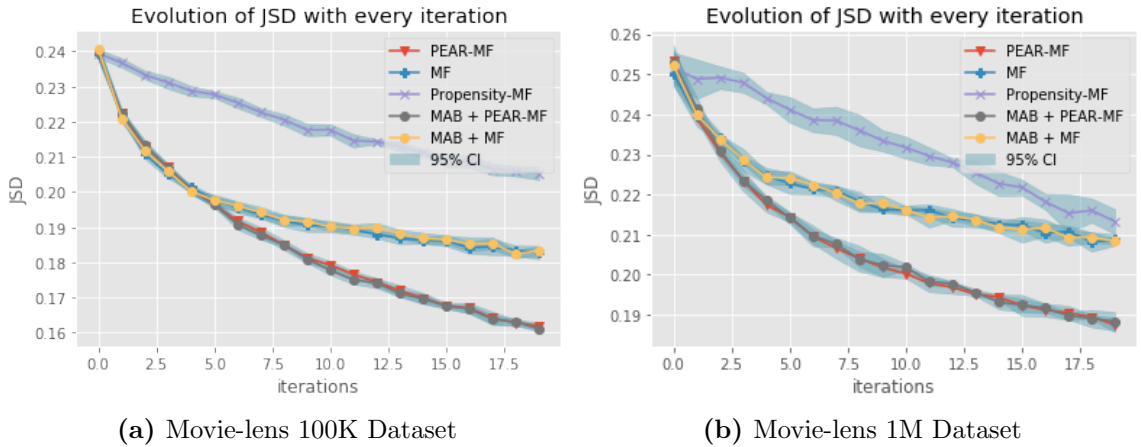 Evolution of JSD with every iteration
0.24
0.23
0.22
0.21
0.20
0.19
0.18
0.17
0.16
JSD
PEAR-MF
MF
Propensity-MF
MAB + PEAR-MF
MAB + MF
95% CI
0.0 2.5 5.0 7.5 10.0 12.5 15.0 17.5
iterations
(a) Movie-lens 100K Dataset
Evolution of JSD with every iteration
0.26
0.25
0.24
0.23
0.22
0.21
0.20
0.19
JSD
PEAR-MF
MF
Propensity-MF
MAB + PEAR-MF
MAB + MF
95% CI
0.0 2.5 5.0 7.5 10.0 12.5 15.0 17.5
iterations
(b) Movie-lens 1M Dataset